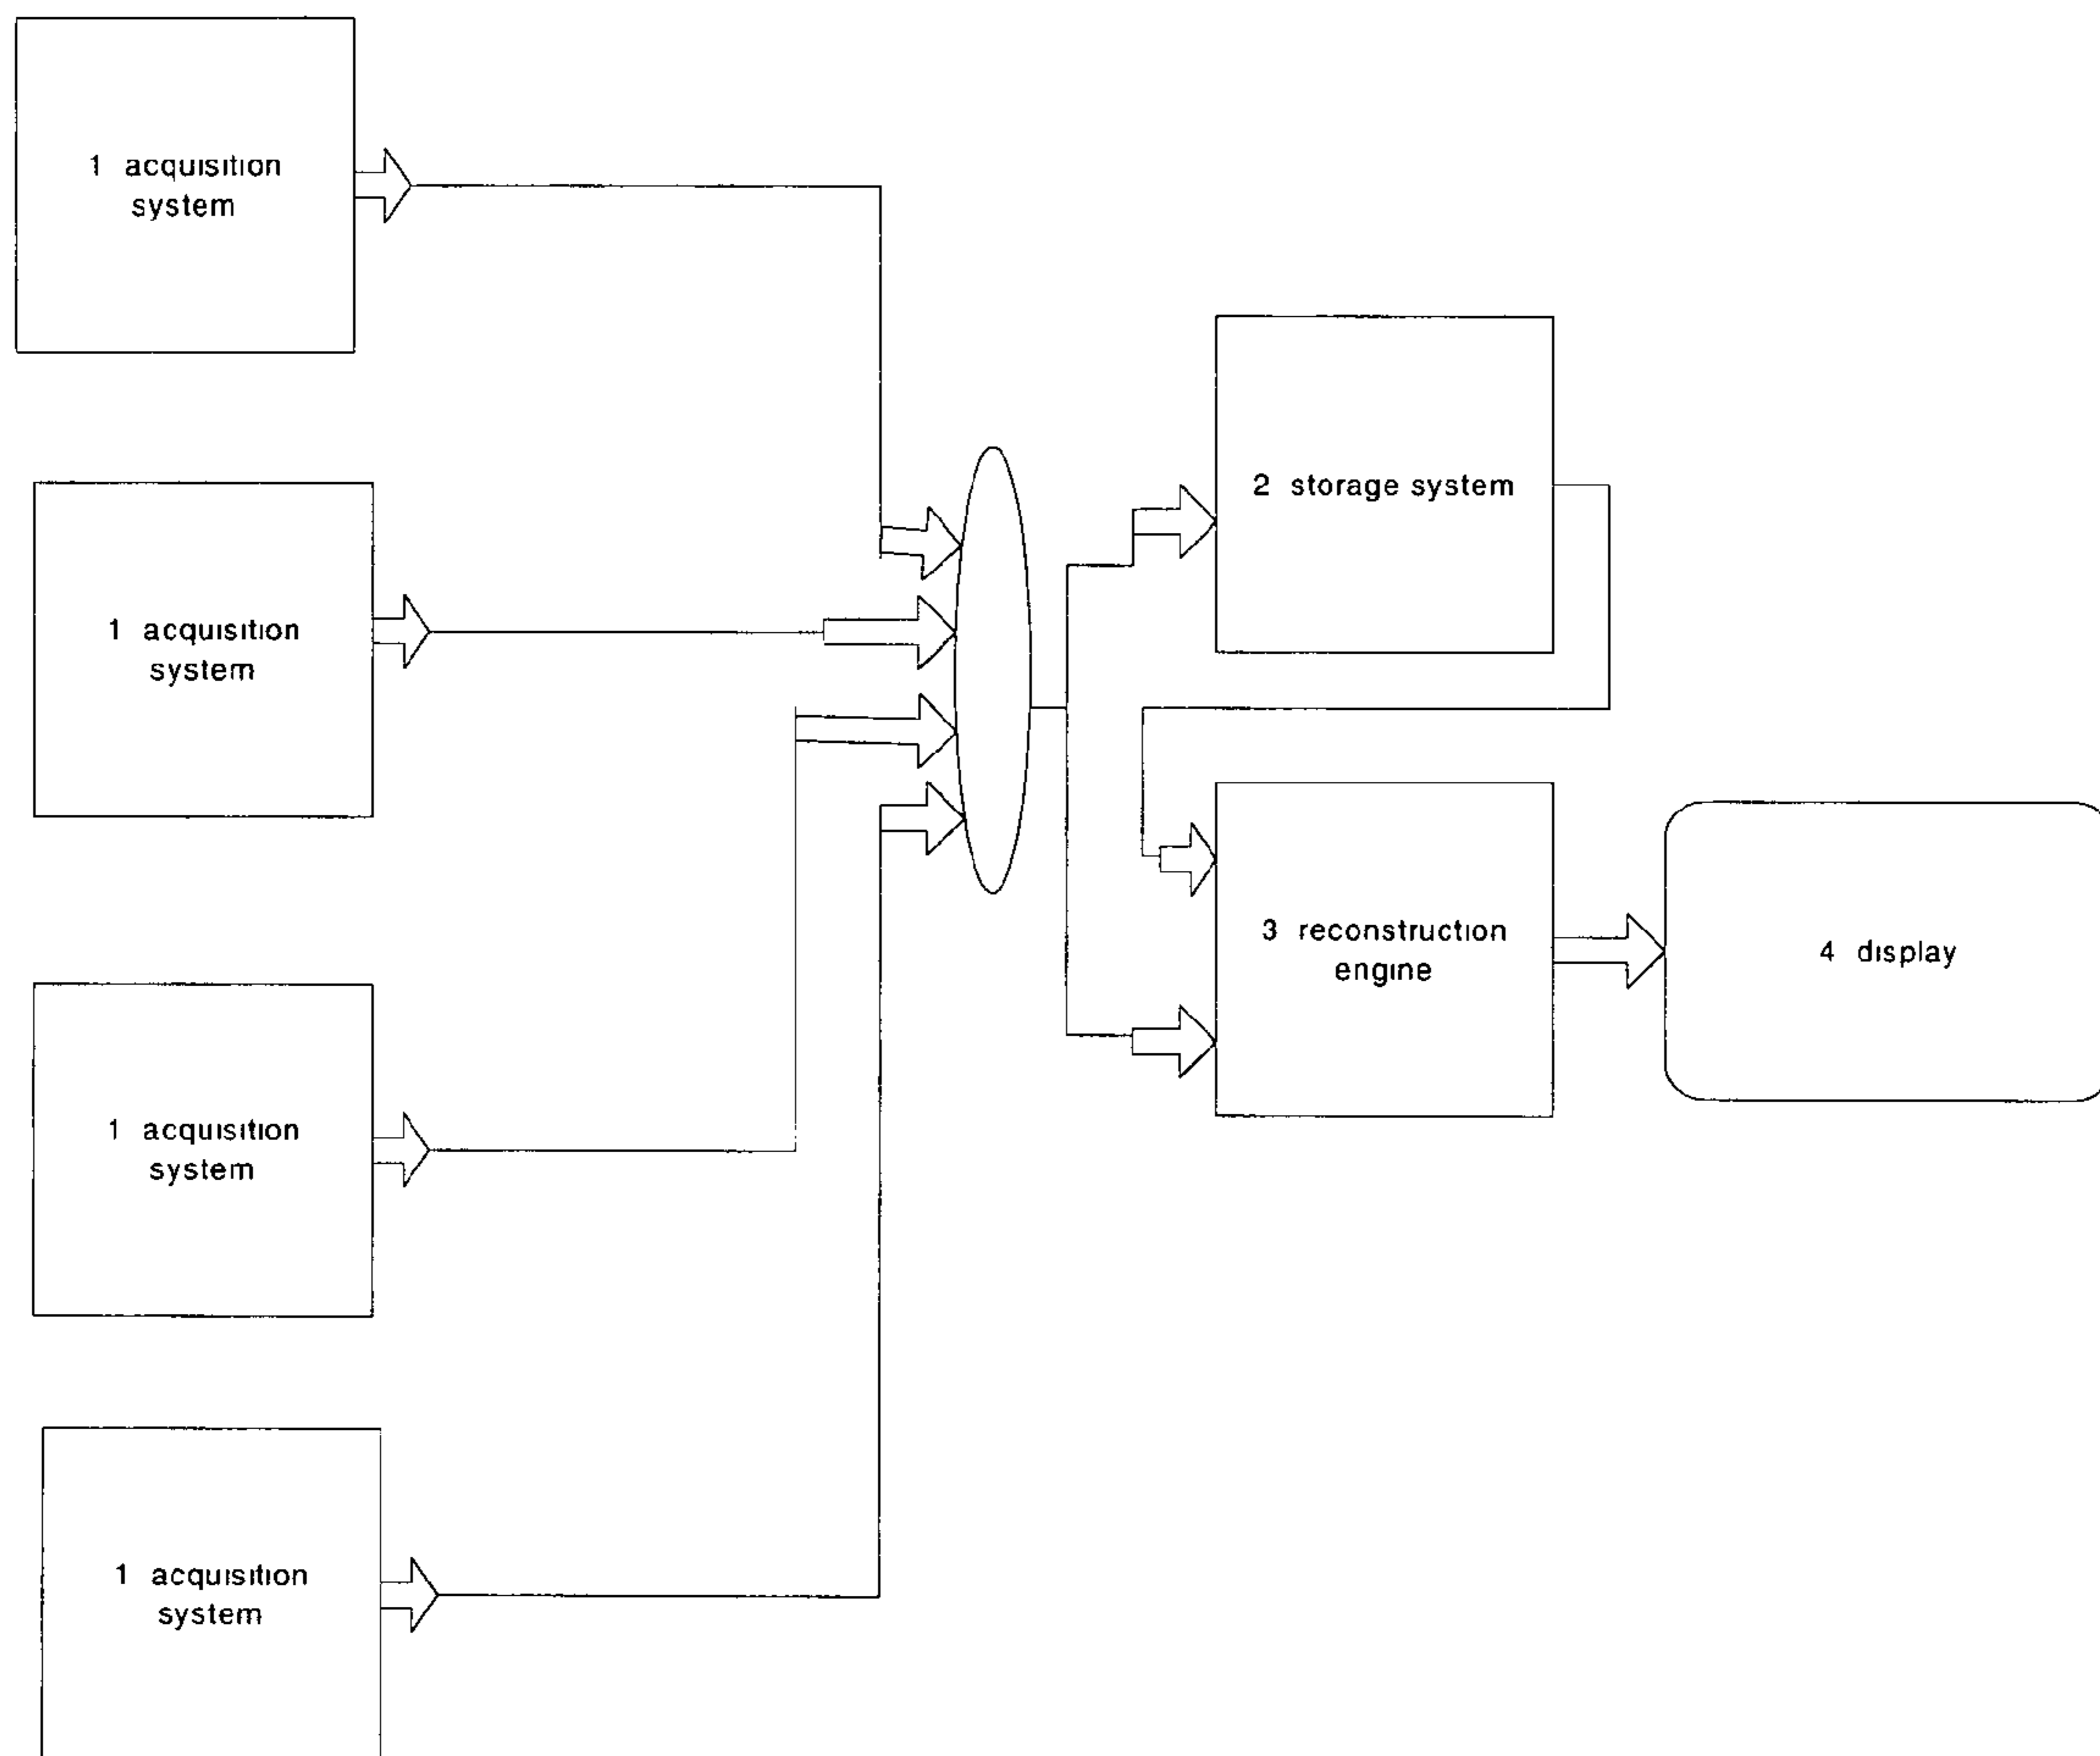 1 acquisition
system
1 acquisition
system
1 acquisition
system
1 acquisition
system
2 storage system
3 reconstruction
engine
4 display